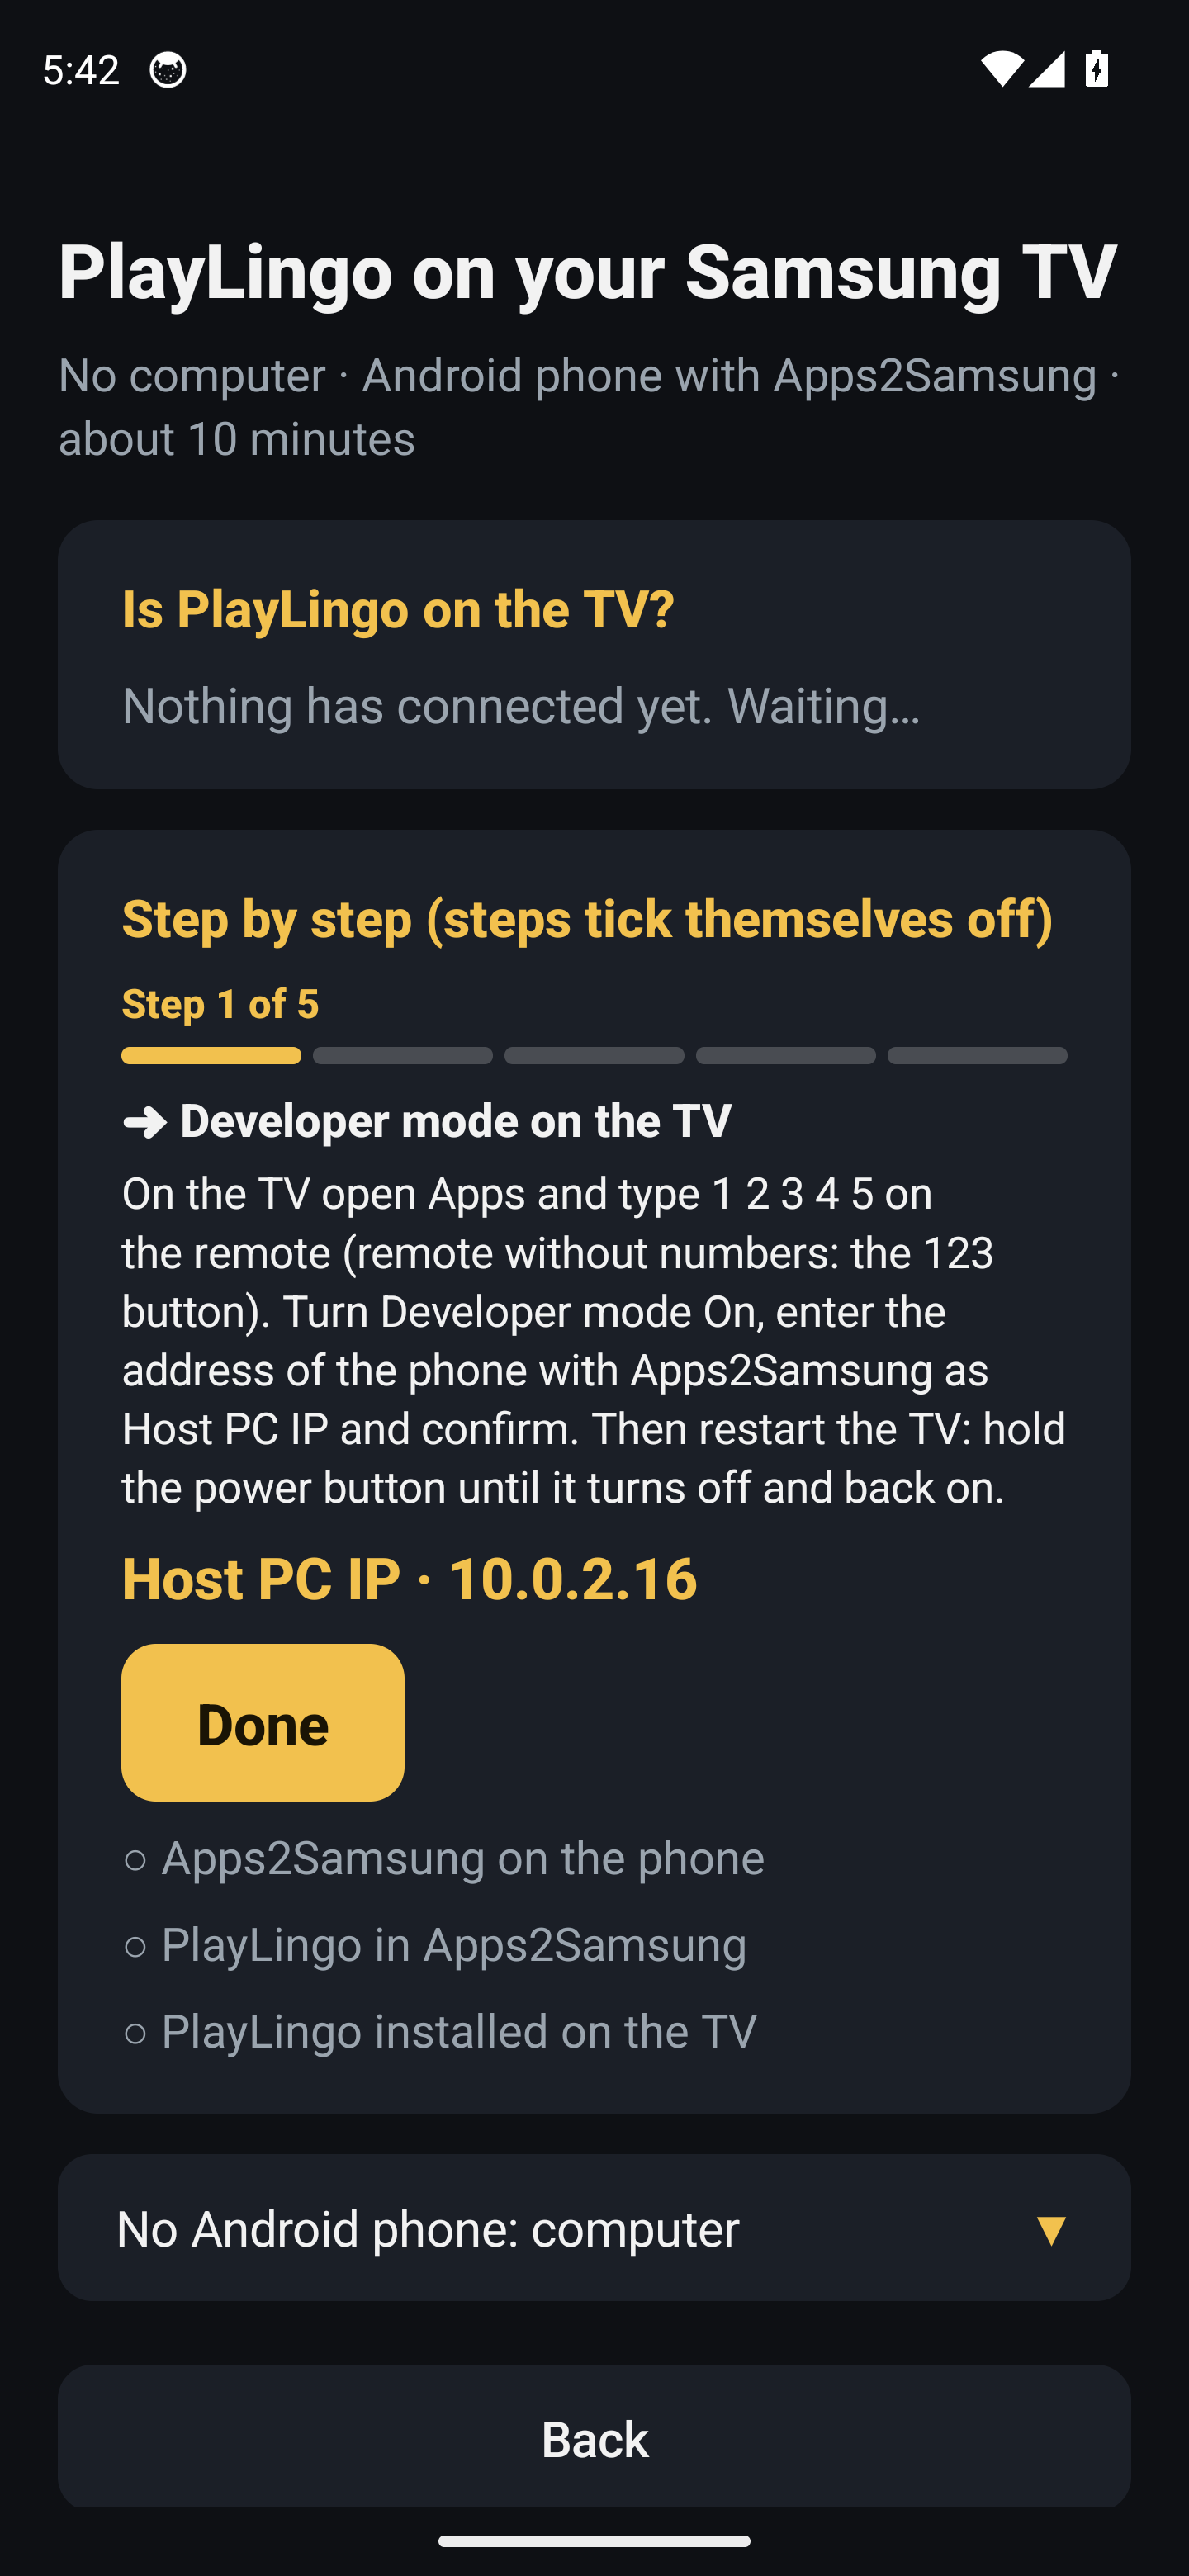 5:42
PlayLingo on your Samsung TV
No computer · Android phone with Apps2Samsung ·
about 10 minutes
Is PlayLingo on the TV?
Nothing has connected yet. Waiting…
Step by step (steps tick themselves off)
Step 1 of 5
➜ Developer mode on the TV
On the TV open Apps and type 1 2 3 4 5 on
the remote (remote without numbers: the 123
button). Turn Developer mode On, enter the
address of the phone with Apps2Samsung as
Host PC IP and confirm. Then restart the TV: hold
the power button until it turns off and back on.
Host PC IP · 10.0.2.16
Done
○ Apps2Samsung on the phone
○ PlayLingo in Apps2Samsung
○ PlayLingo installed on the TV
No Android phone: computer ▼
Back